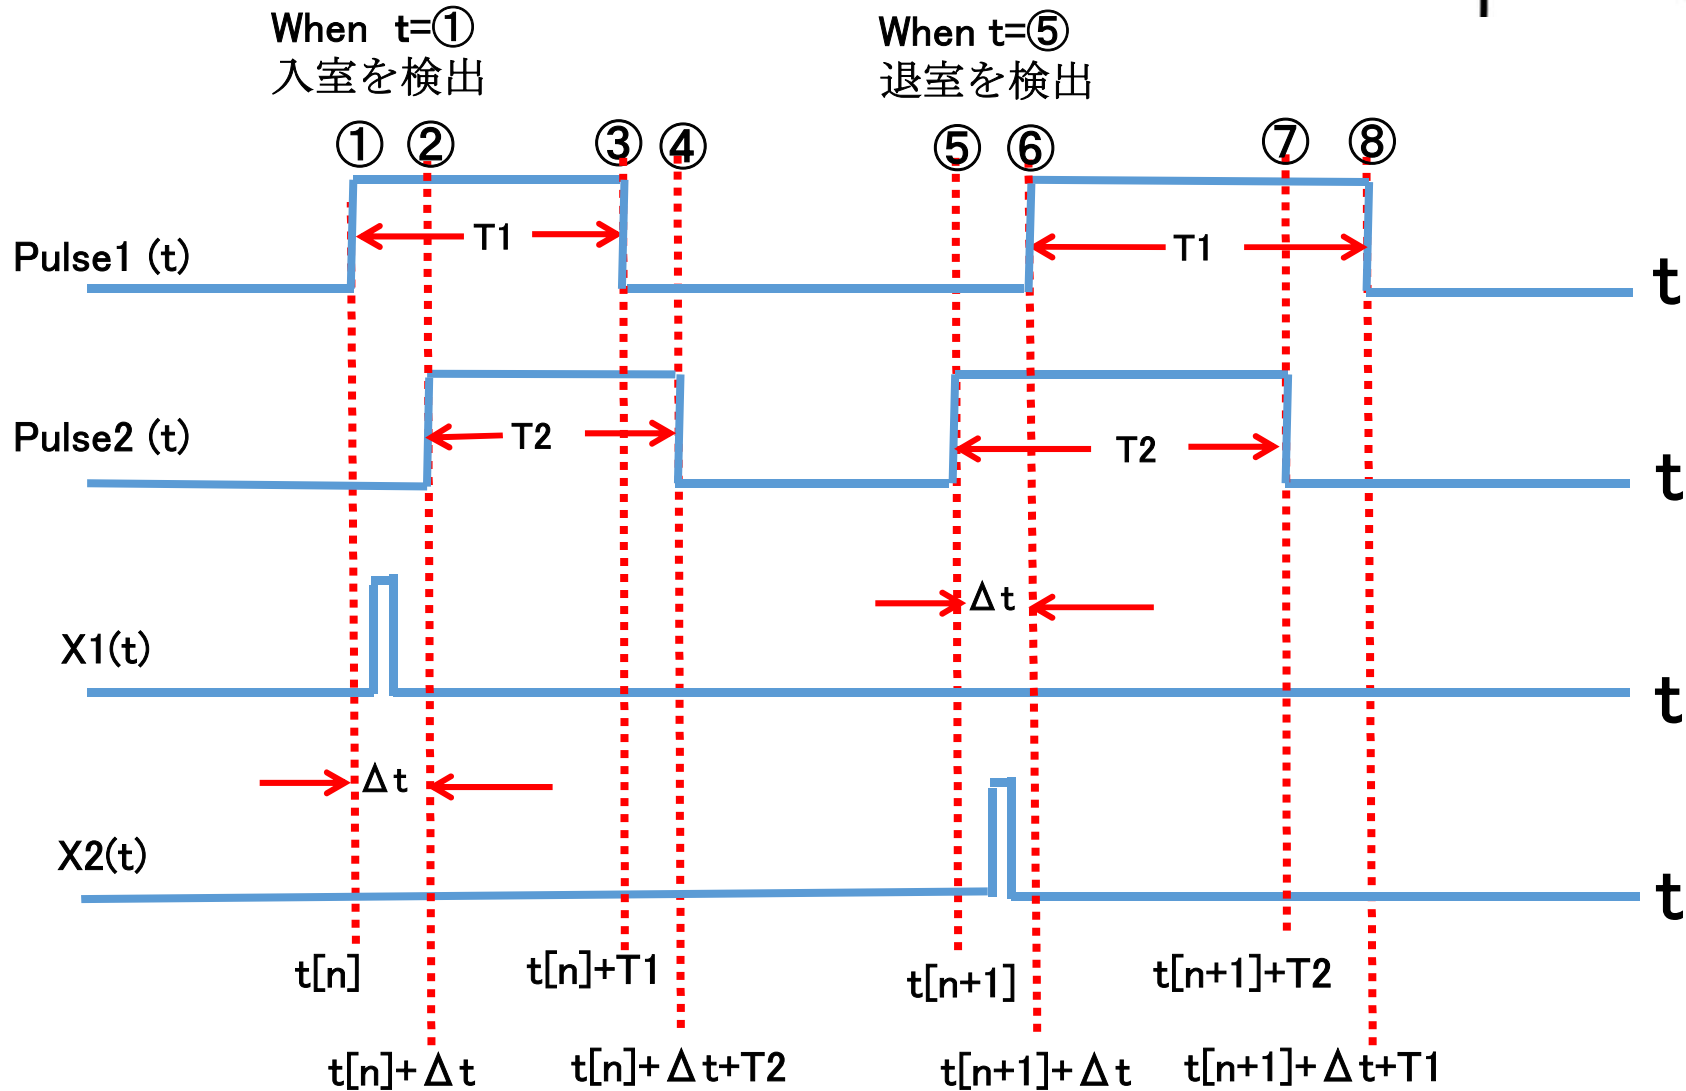 When t=①
入室を検出
When t=⑤
退室を検出
① ② ③ ④ ⑤ ⑥ ⑦ ⑧
Pulse1 (t)
T1
T1
t
Pulse2 (t)
T2
T2
t
Δt
X1(t)
t
Δt
X2(t)
t
t[n]
t[n]+T1
t[n+1]
t[n+1]+T2
t[n]+Δt
t[n]+Δt+T2
t[n+1]+Δt
t[n+1]+Δt+T1